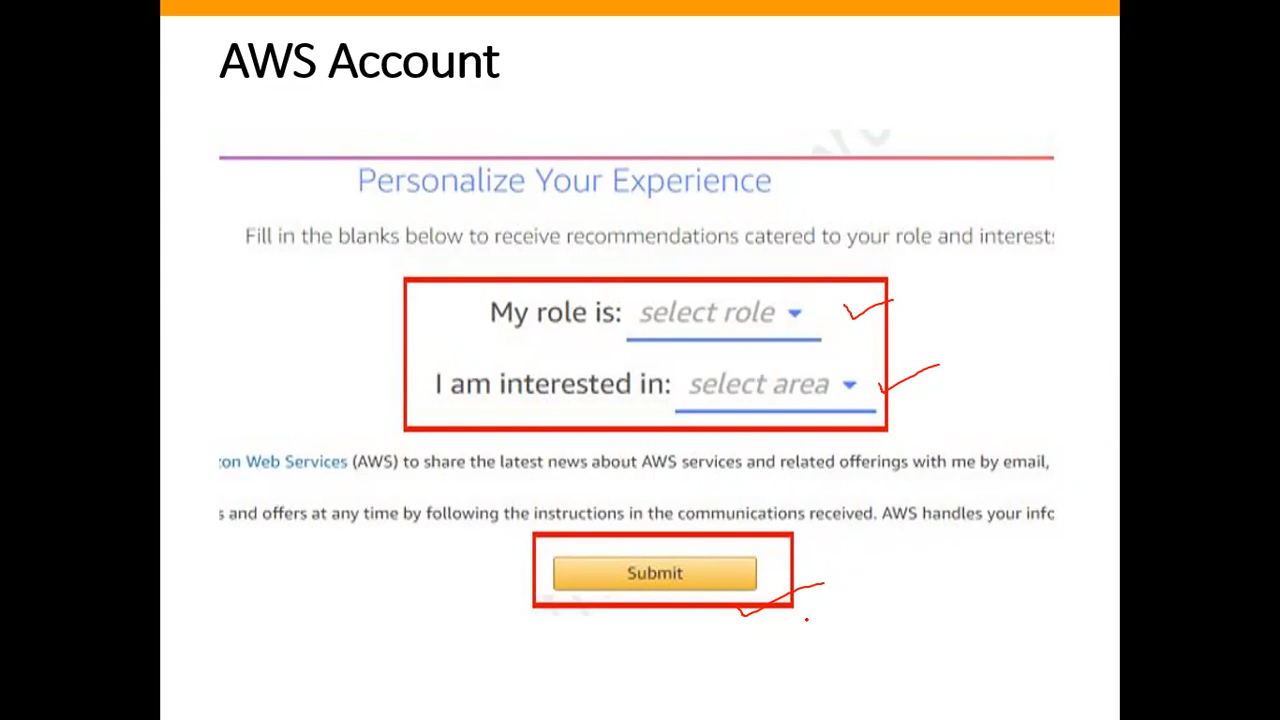 AWS Account
Personalize Your Experience
Fill in the blanks below to receive recommendations catered to your role and interest
My role is: select role
I am interested in: select area
zon Web Services (AWS) to share the latest news about AWS services and related offerings with me by email,
s and offers at any time by following the instructions in the communications received. AWS handles your info
Submit